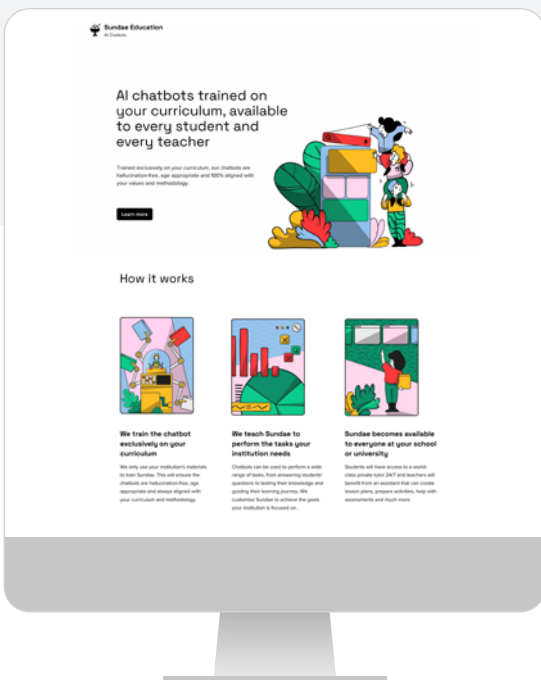 Sundae Education
AI Chatbots
AI chatbots trained on
your curriculum, available
to every student and
every teacher
Trained exclusively on your curriculum, our chatbots are
hallucination-free, age appropriate and 100% aligned with
your values and methodology.
Learn more
How it works
We train the chatbot
exclusively on your
curriculum
We only use your institution's materials
to train Sundae. This will ensure the
chatbots are hallucination-free, age
appropriate and always aligned with
your curriculum and methodology.
We teach Sundae to
perform the tasks your
institution needs
Chatbots can be used to perform a wide
range of tasks, from answering students'
questions to testing their knowledge and
guiding their learning journey. We
customise Sundae to achieve the goals
your institution is focused on.
Sundae becomes available
to everyone at your school
or university
Students will have access to a world-
class private tutor 24/7 and teachers will
benefit from an assistant that can create
lesson plans, prepare activities, help with
assessments and much more